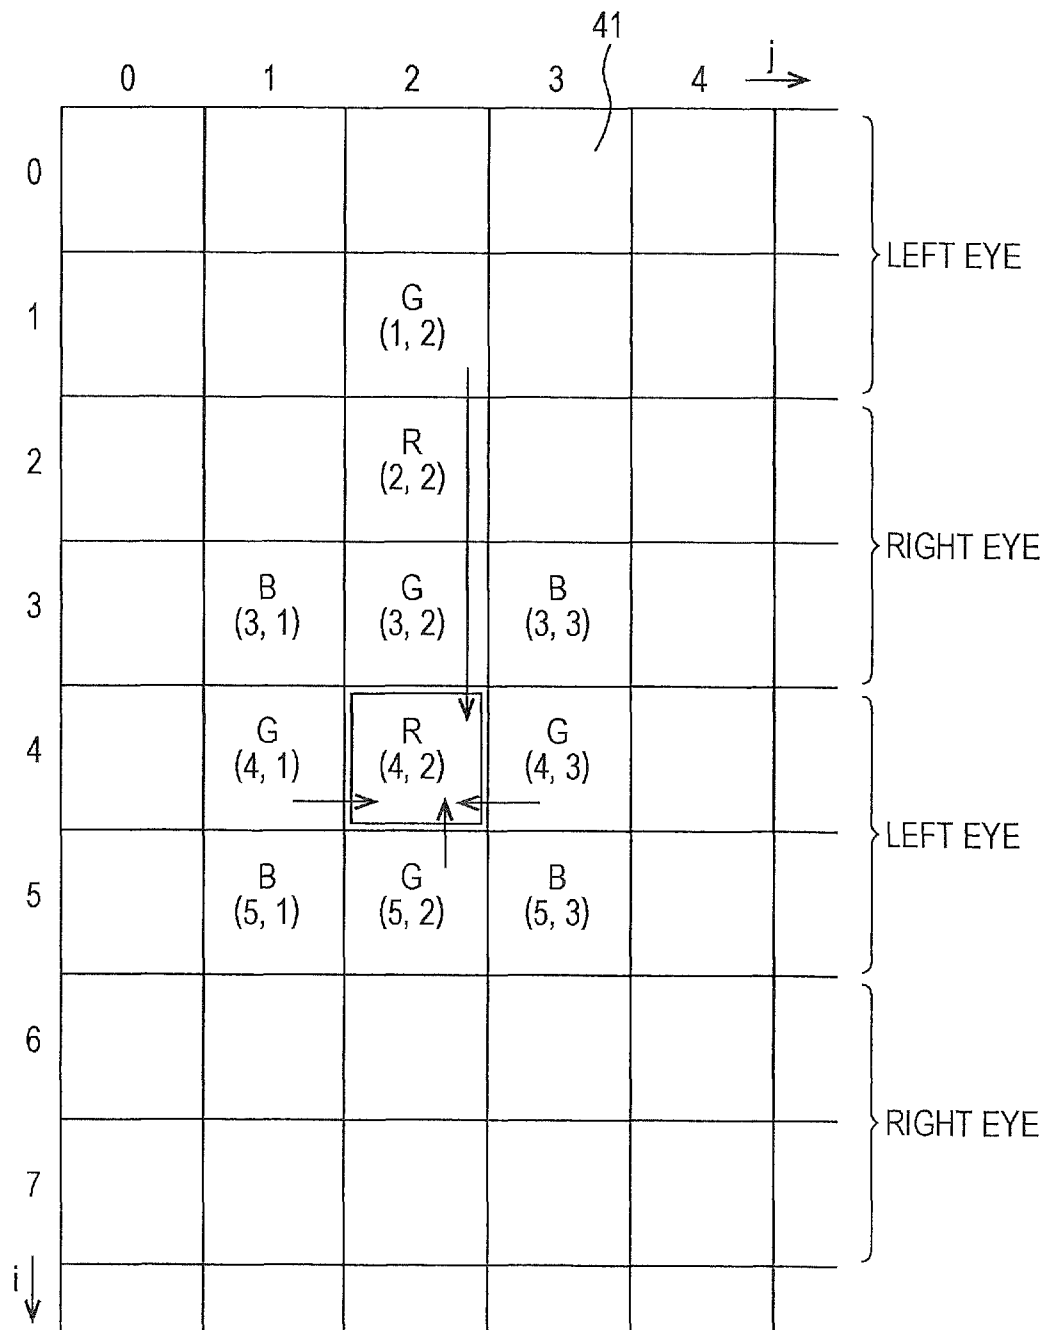 41
0 1 2 3 4 j
0
LEFT EYE
1
G
(1, 2)
2
R
(2, 2)
RIGHT EYE
3
B G B
(3, 1) (3, 2) (3, 3)
4
G R G
(4, 1) (4, 2) (4, 3)
LEFT EYE
5
B G B
(5, 1) (5, 2) (5, 3)
6
RIGHT EYE
7
i